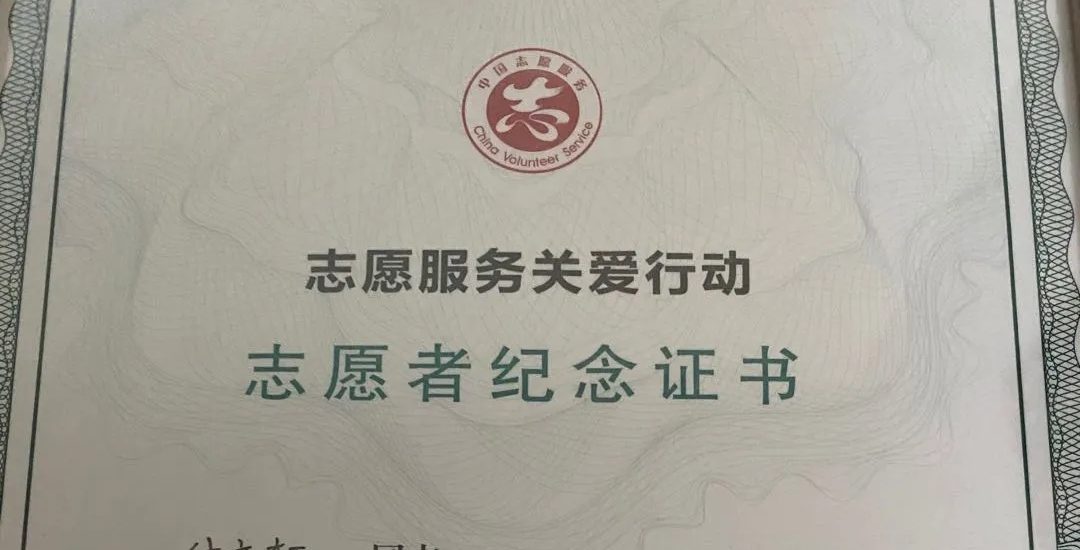 中国志愿服务
志
China Volunteer Service
志愿服务关爱行动
志愿者纪念证书